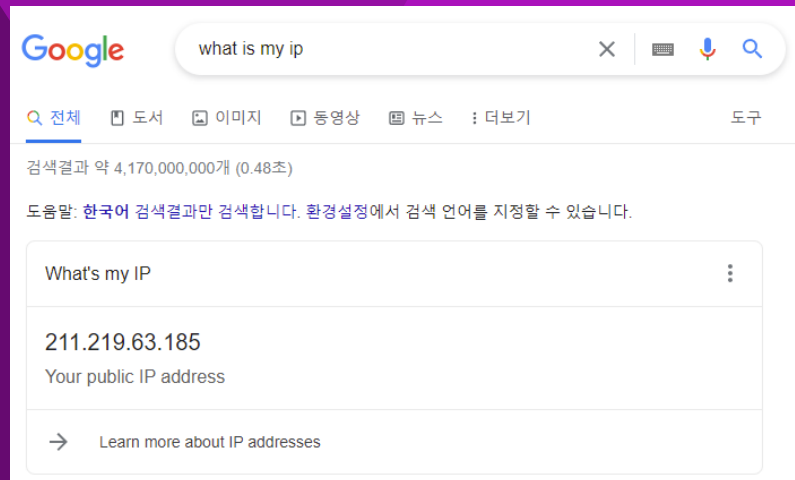 Google what is my ip
전체 도서 이미지 동영상 뉴스 더보기 도구
검색결과 약 4,170,000,000개 (0.48초)
도움말: 한국어 검색결과만 검색합니다. 환경설정에서 검색 언어를 지정할 수 있습니다.
What's my IP
211.219.63.185
Your public IP address
Learn more about IP addresses